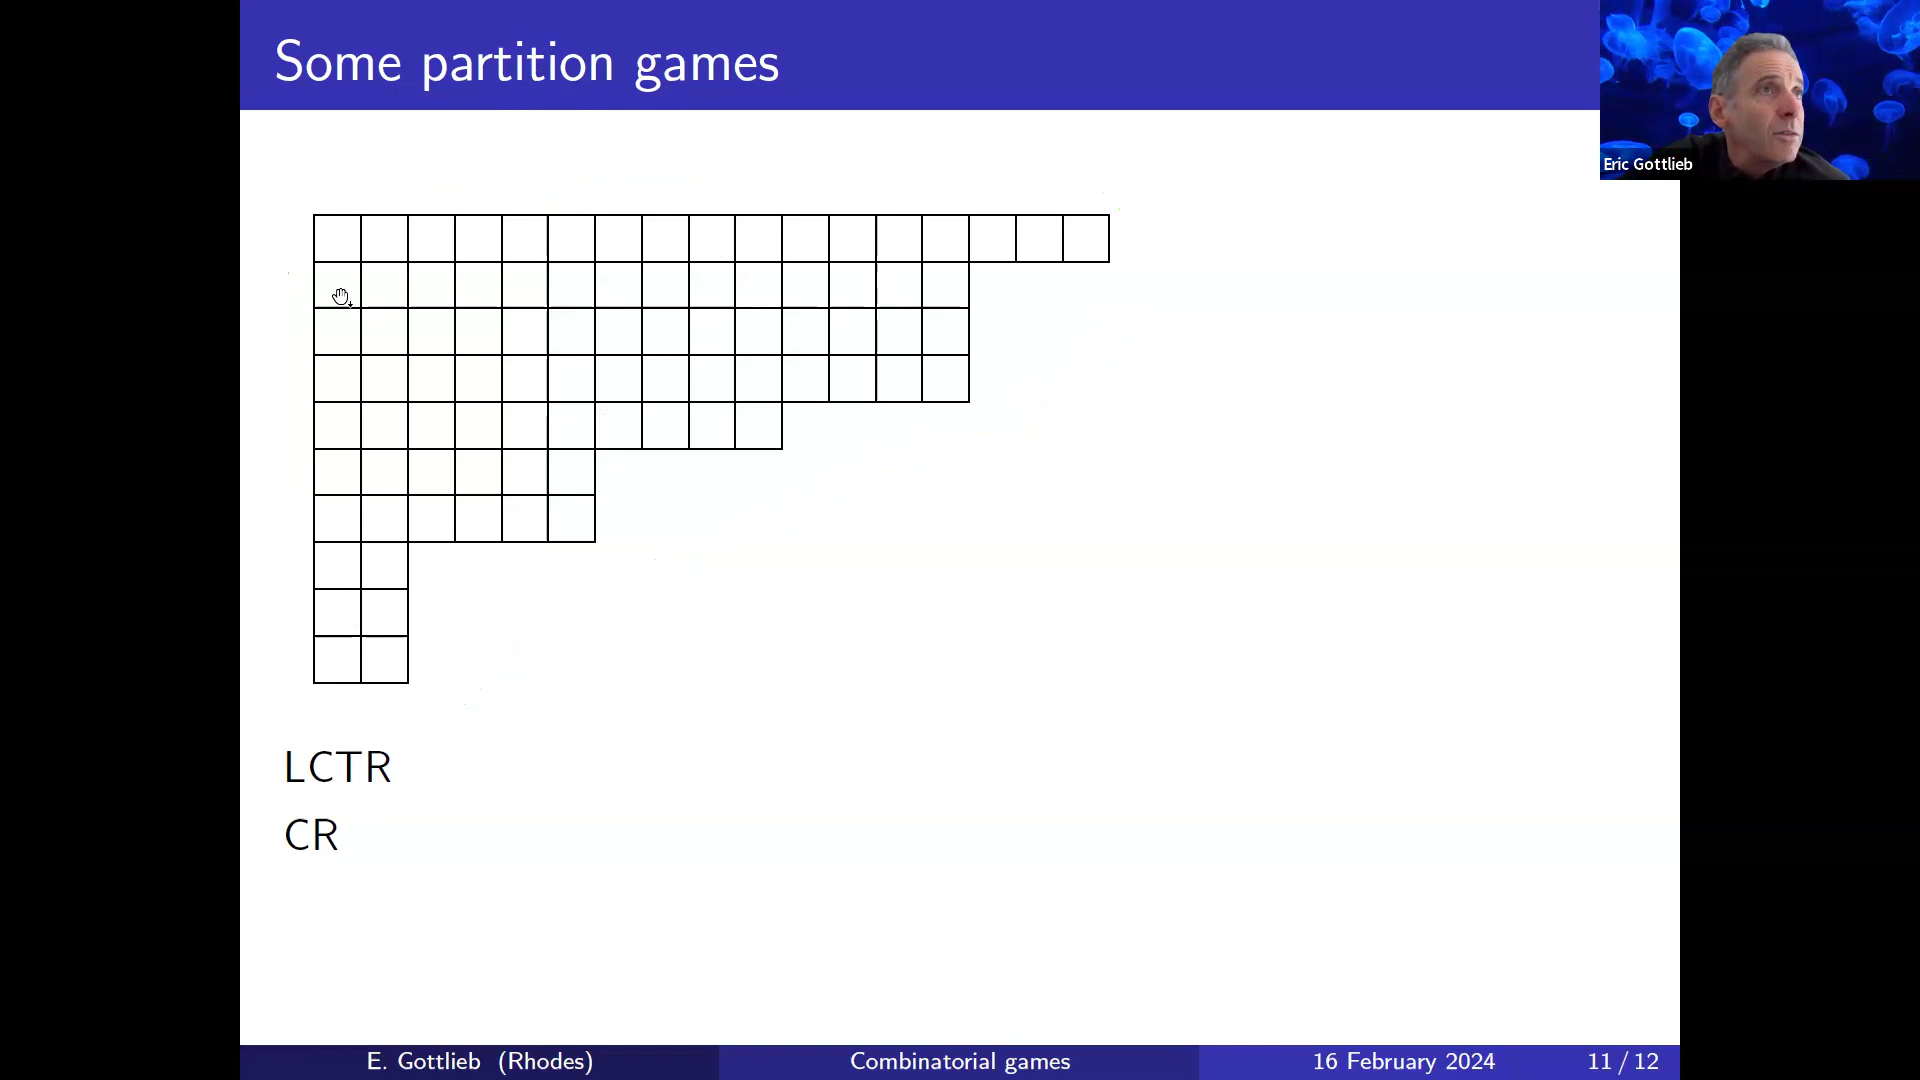 Some partition games
Eric Gottlieb
LCTR
CR
E. Gottlieb (Rhodes)
Combinatorial games
16 February 2024
11 / 12